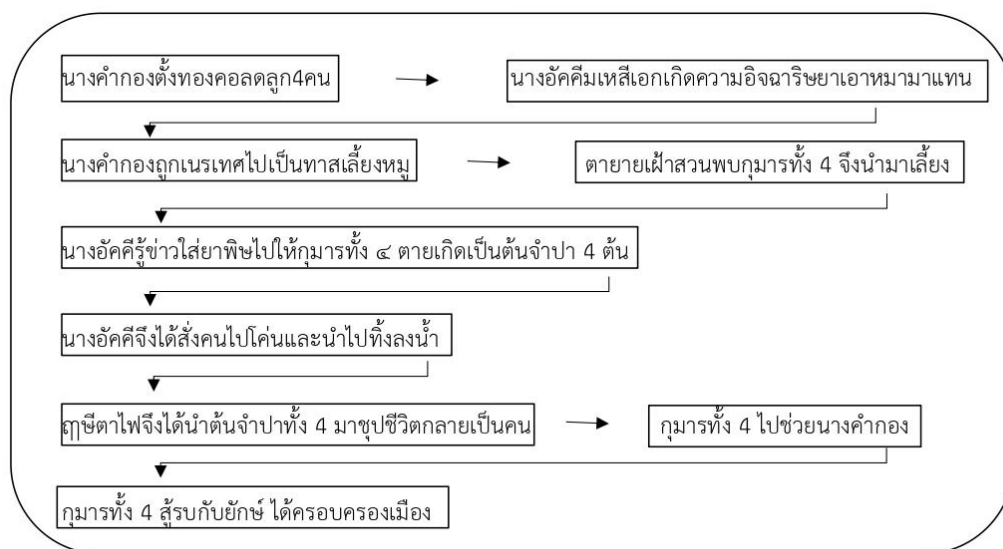 นางคำกองตั้งทองคอลดลูก4คน
นางอัคคีมเหสีเอกเกิดความอิจฉาริษยาเอาหมามาแทน
นางคำกองถูกเนรเทศไปเป็นทาสเลี้ยงหมู
ตายายเฝ้าสวนพบกุมารทั้ง 4 จึงนำมาเลี้ยง
นางอัคคีรู้ข่าวใส่ยาพิษไปให้กุมารทั้ง ๔ ตายเกิดเป็นต้นจำปา 4 ต้น
นางอัคคีจึงได้สั่งคนไปโค่นและนำไปทิ้งลงน้ำ
ฤๅษีตาไฟจึงได้นำต้นจำปาทั้ง 4 มาชุปชีวิตกลายเป็นคน
กุมารทั้ง 4 ไปช่วยนางคำกอง
กุมารทั้ง 4 สู้รบกับยักษ์ ได้ครอบครองเมือง